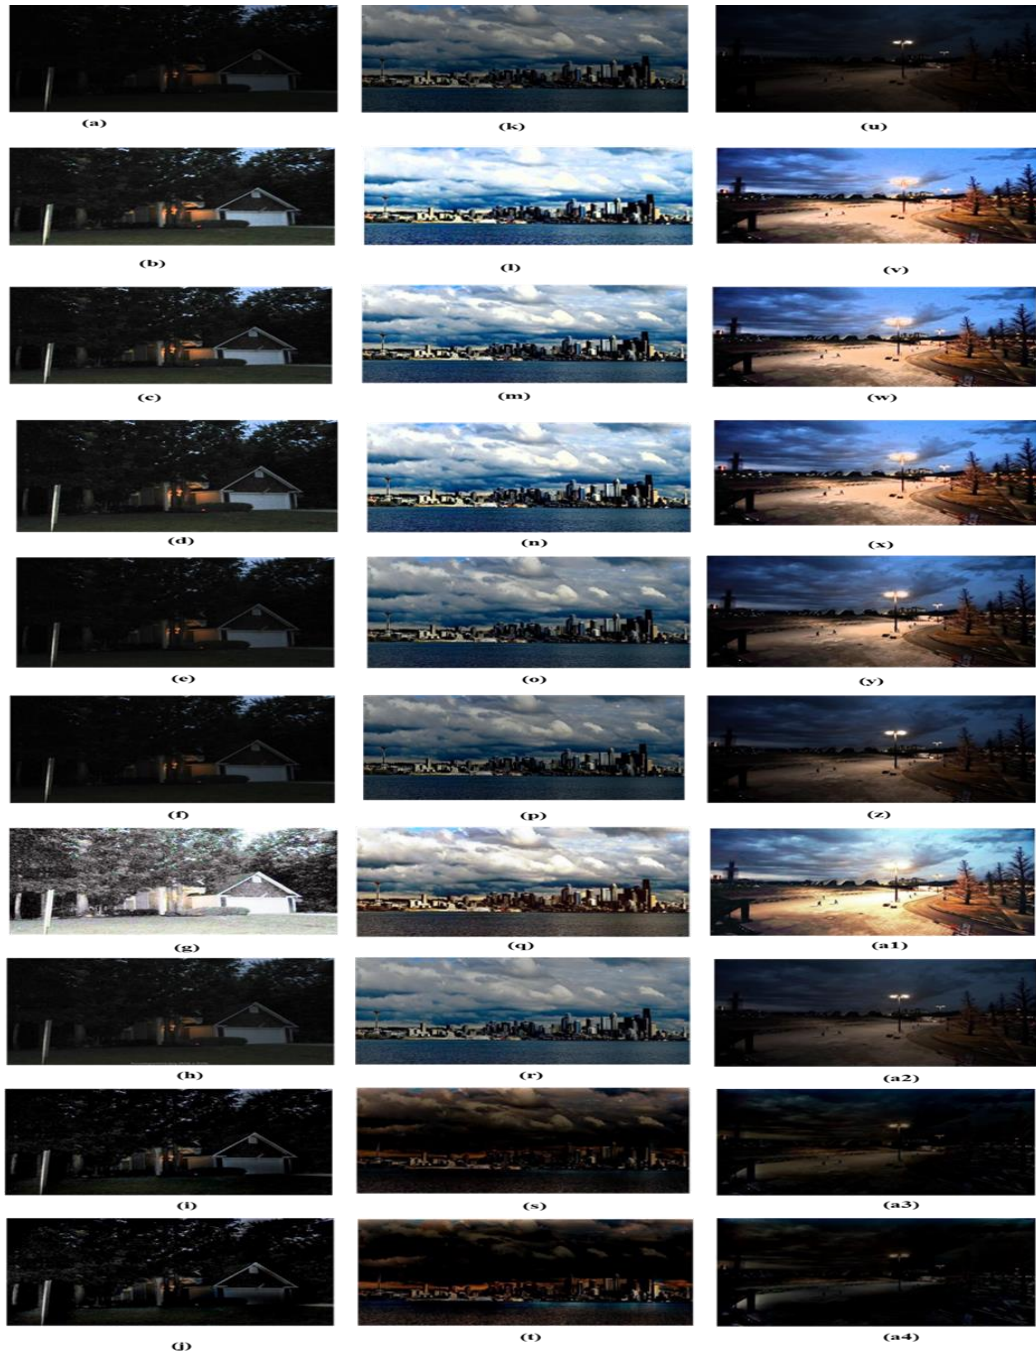 (a) (k) (u)
(b) (l) (v)
(c) (m) (w)
(d) (n) (x)
(e) (o) (y)
(f) (p) (z)
(g) (q) (a1)
(h) (r) (a2)
(i) (s) (a3)
(j) (t) (a4)